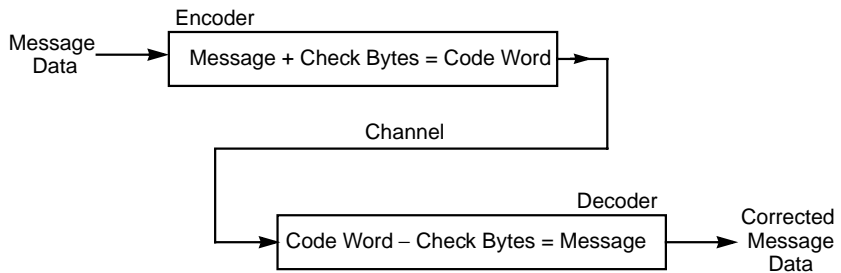 Encoder
Message
Data
Message + Check Bytes = Code Word
Channel
Decoder
Code Word – Check Bytes = Message
Corrected
Message
Data